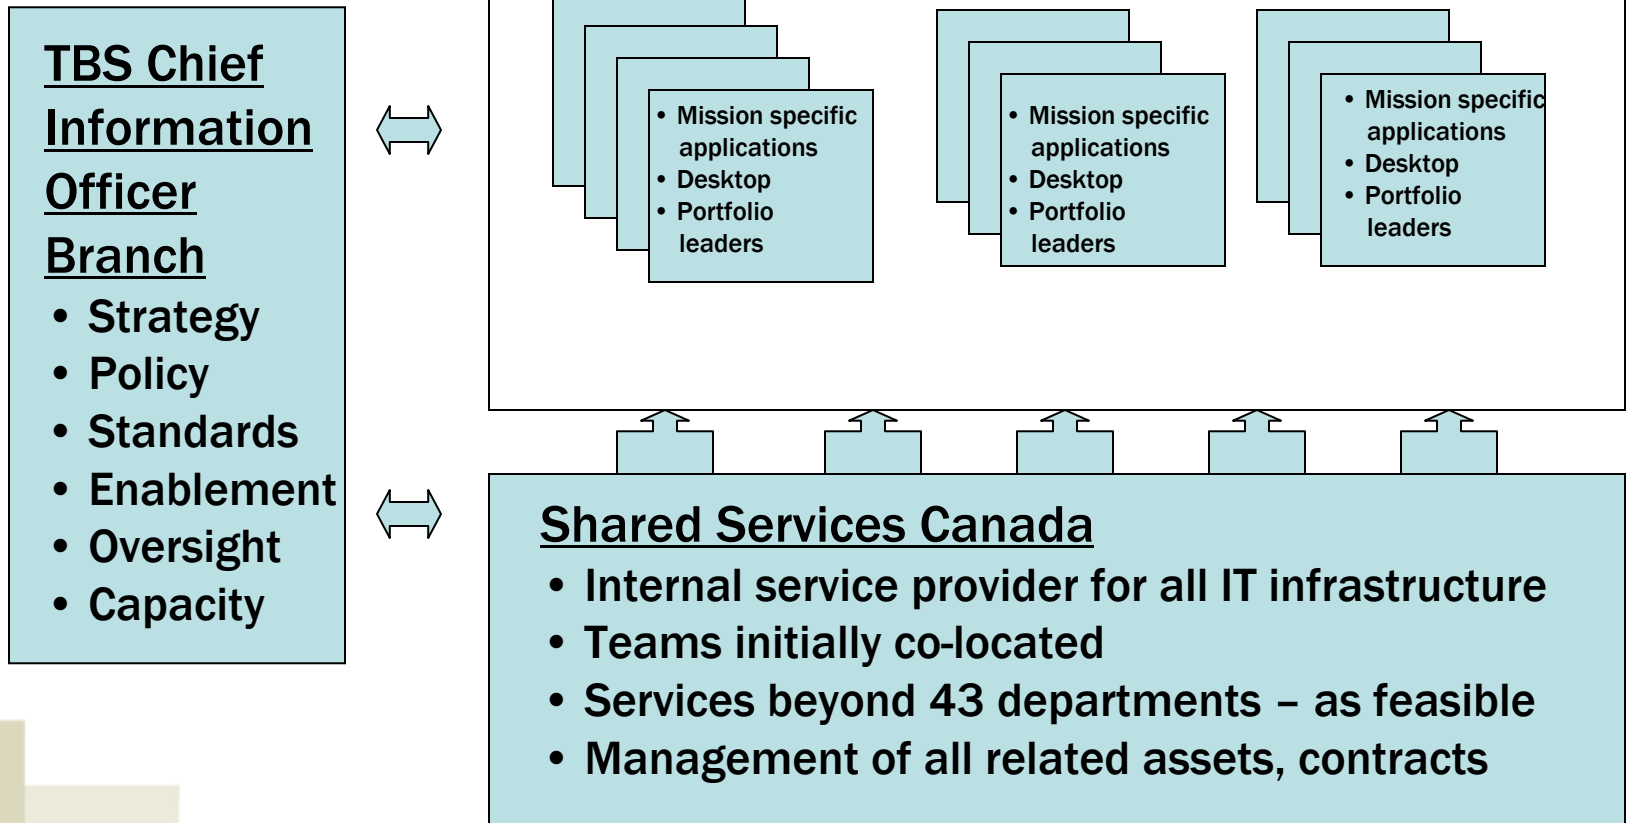 TBS Chief
Information
Officer
Branch
• Strategy
• Policy
• Standards
• Enablement
• Oversight
• Capacity
• Mission specific
applications
• Desktop
• Portfolio
leaders
• Mission specific
applications
• Desktop
• Portfolio
leaders
• Mission specific
applications
• Desktop
• Portfolio
leaders
Shared Services Canada
• Internal service provider for all IT infrastructure
• Teams initially co-located
• Services beyond 43 departments – as feasible
• Management of all related assets, contracts